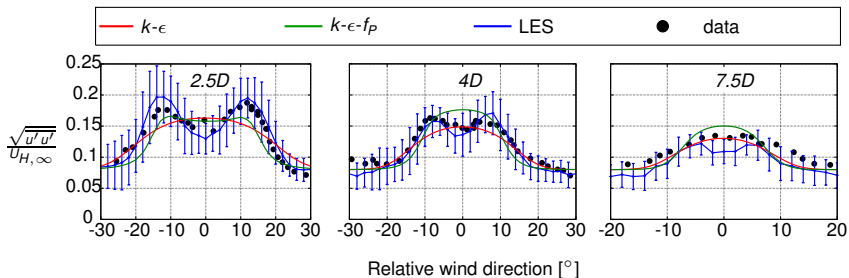 k-ϵ k-ϵ-f_P LES data
2.5D 4D 7.5D
√(u′ u′) / U_H,∞
0.25
0.2
0.15
0.1
0.05
0
-30 -20 -10 0 10 20 30 -30 -20 -10 0 10 20 30 -20 -10 0 10 20
Relative wind direction [°]